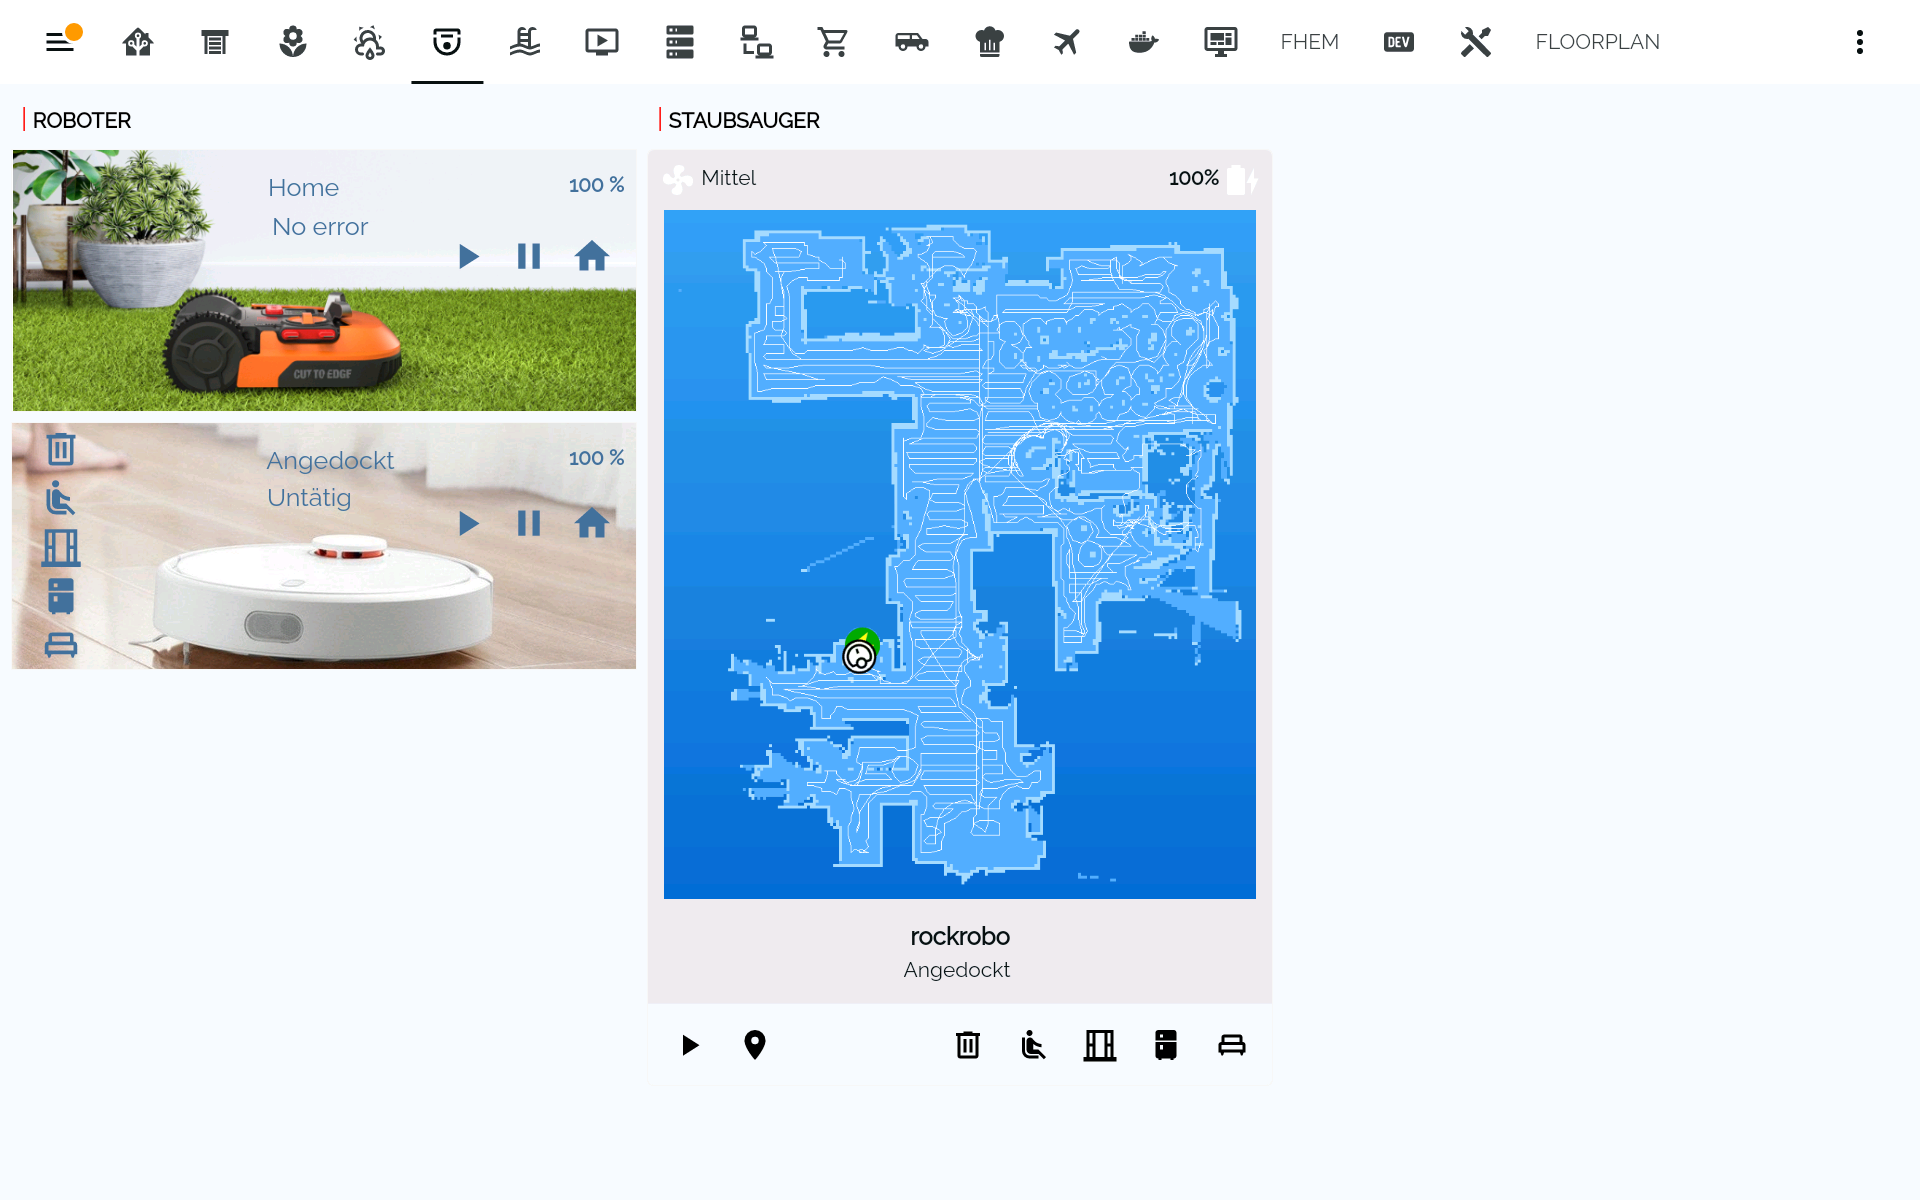 FHEM
DEV
FLOORPLAN
ROBOTER
Home
100 %
No error
CUT TO EDGE
Angedockt
100 %
Untätig
STAUBSAUGER
Mittel
100%
rockrobo
Angedockt